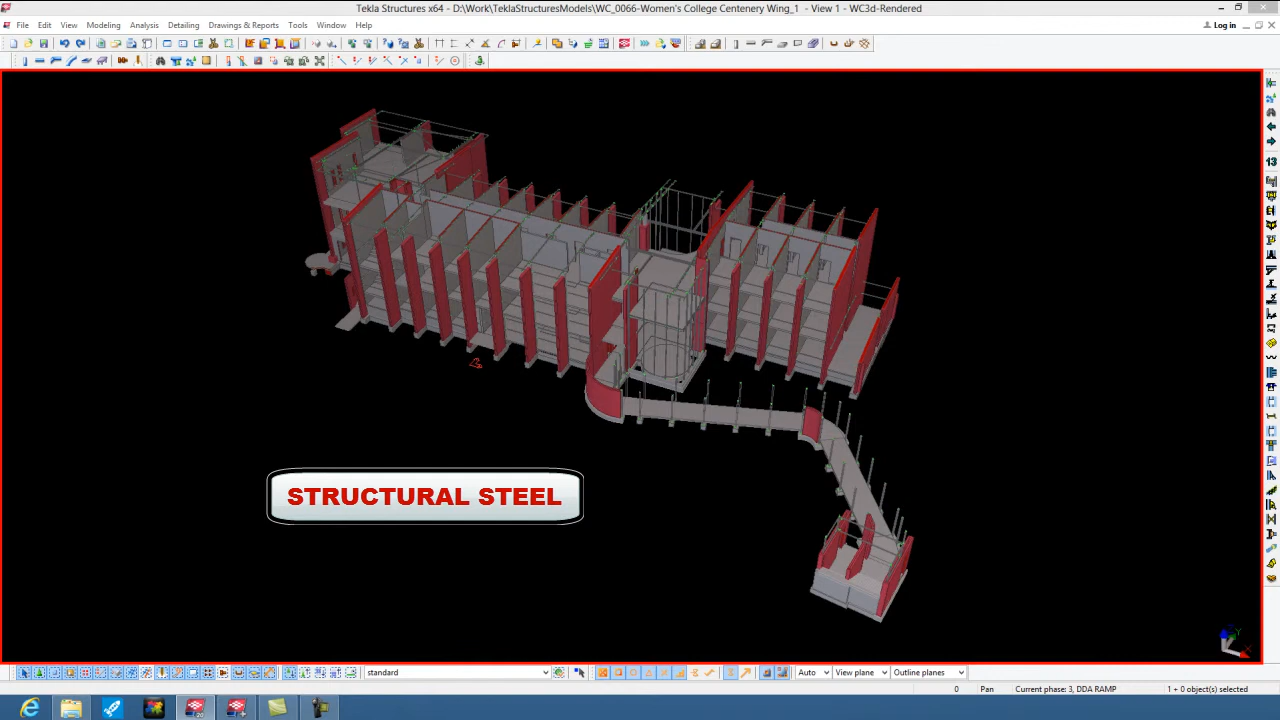 Tekla Structures x64 - D:\Work\TeklaStructuresModels\WC_0066-Women's College Centenery Wing_1 - View 1 - WC3d-Rendered
File Edit View Modeling Analysis Detailing Drawings & Reports Tools Window Help
Log in
13
STRUCTURAL STEEL
standard
Auto
View plane
Outline planes
0
Pan
Current phase: 3, DDA RAMP
1 + 0 object(s) selected